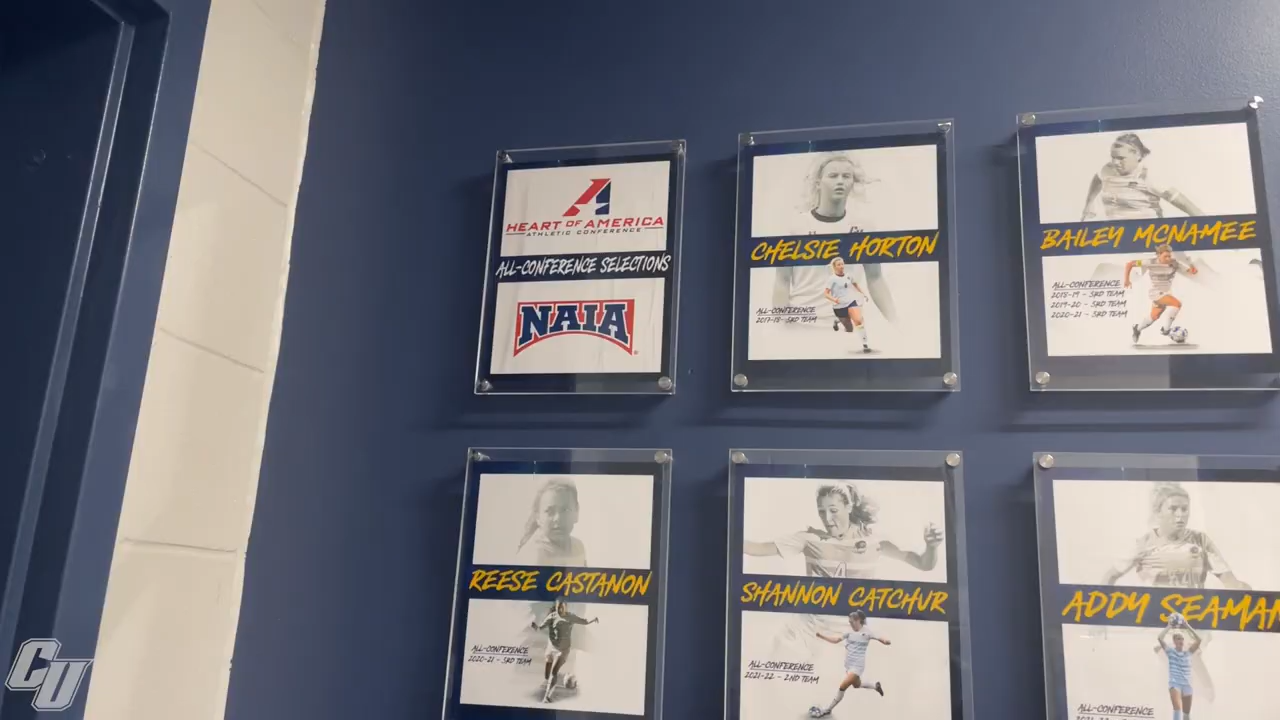 HEART OF AMERICA
ATHLETIC CONFERENCE
ALL-CONFERENCE SELECTIONS
NAIA
CHELSIE HORTON
ALL-CONFERENCE
2017-18 - 3RD TEAM
BAILEY MCNAMEE
ALL-CONFERENCE
2018-19 - 3RD TEAM
2019-20 - 3RD TEAM
2020-21 - 3RD TEAM
REESE CASTANON
ALL-CONFERENCE
2020-21 - 3RD TEAM
SHANNON CATCHUR
ALL-CONFERENCE
2021-22 - 2ND TEAM
ADDY SEAMAN
ALL-CONFERENCE
CU